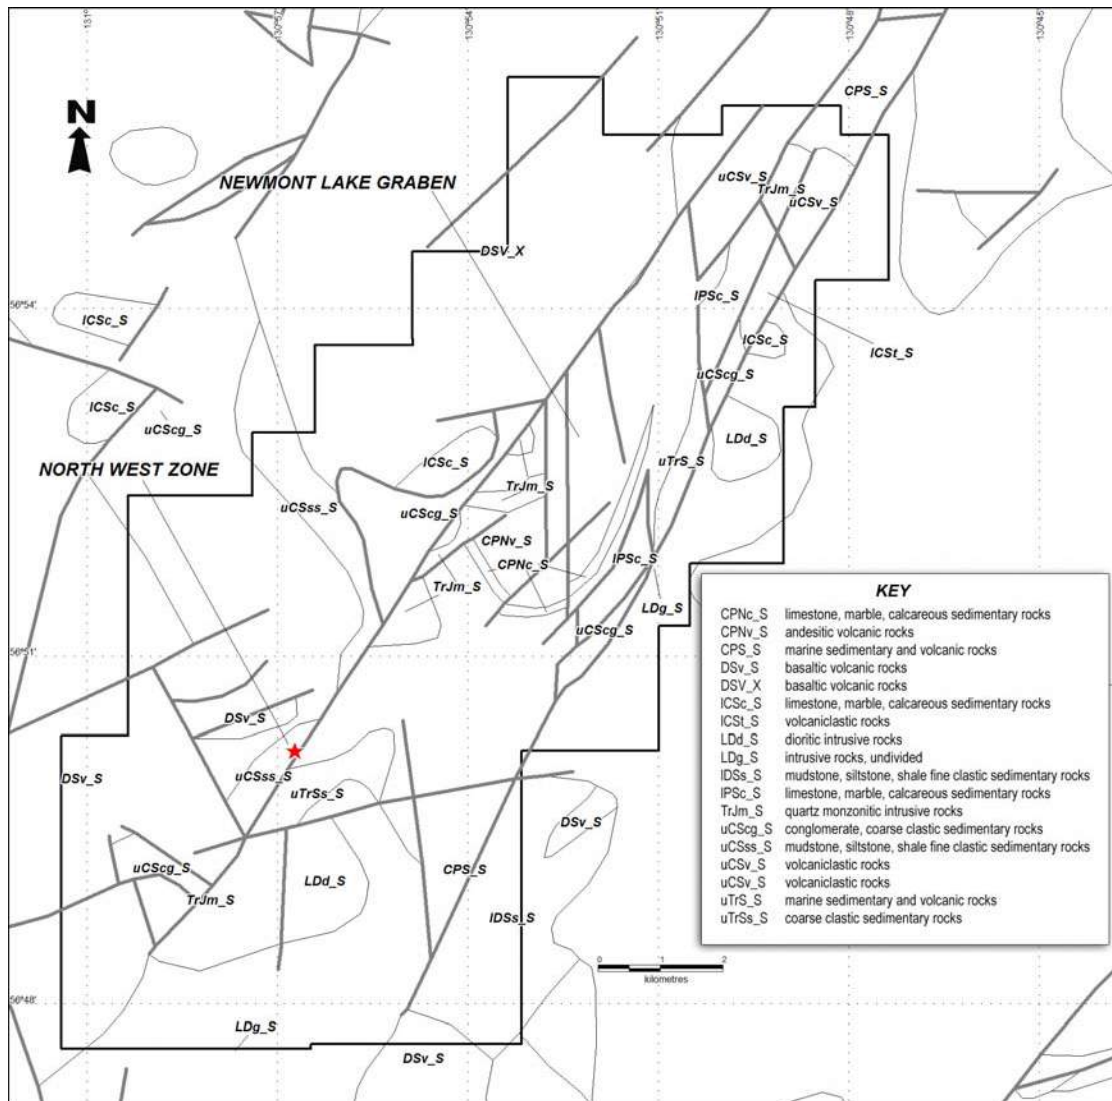 131°
130°57'
130°54'
130°51'
130°48'
130°45'
CPS_S
N
NEWMONT LAKE GRABEN
uCSv_S
TrJm_S
uCSv_S
DSV_X
lPSc_S
56°54'
lCSc_S
lCSc_S
lCSt_S
uCScg_S
lCSc_S
uCScg_S
LDd_S
NORTH WEST ZONE
lCSc_S
uTrS_S
TrJm_S
uCSss_S
uCScg_S
CPNv_S
CPNc_S
lPSc_S
TrJm_S
LDg_S
uCScg_S
56°51'
DSv_S
DSv_S
uCSss_S
uTrSs_S
DSv_S
uCScg_S
CPS_S
LDd_S
TrJm_S
lDSs_S
0 1 2
kilometres
56°48'
LDg_S
DSv_S
KEY
CPNc_S limestone, marble, calcareous sedimentary rocks
CPNv_S andesitic volcanic rocks
CPS_S marine sedimentary and volcanic rocks
DSv_S basaltic volcanic rocks
DSV_X basaltic volcanic rocks
lCSc_S limestone, marble, calcareous sedimentary rocks
lCSt_S volcaniclastic rocks
LDd_S dioritic intrusive rocks
LDg_S intrusive rocks, undivided
lDSs_S mudstone, siltstone, shale fine clastic sedimentary rocks
lPSc_S limestone, marble, calcareous sedimentary rocks
TrJm_S quartz monzonitic intrusive rocks
uCScg_S conglomerate, coarse clastic sedimentary rocks
uCSss_S mudstone, siltstone, shale fine clastic sedimentary rocks
uCSv_S volcaniclastic rocks
uCSv_S volcaniclastic rocks
uTrS_S marine sedimentary and volcanic rocks
uTrSs_S coarse clastic sedimentary rocks